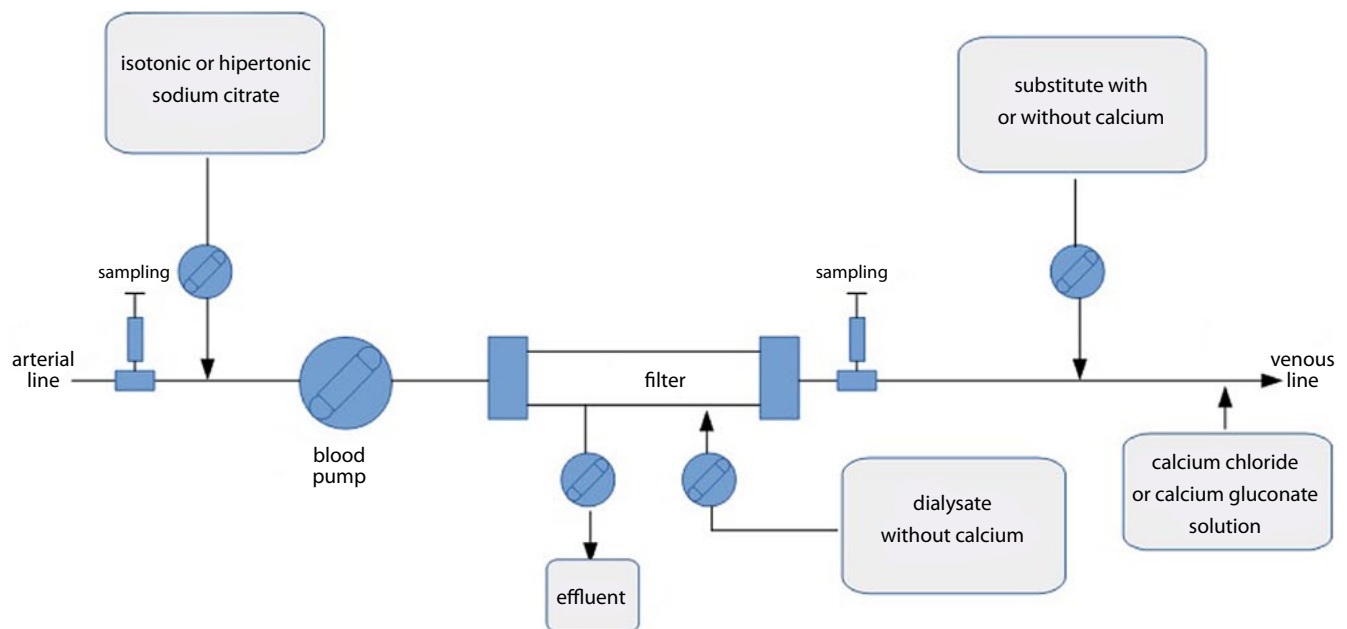 isotonic or hipertonic
sodium citrate
substitute with
or without calcium
sampling
sampling
arterial
line
filter
venous
line
blood
pump
calcium chloride
or calcium gluconate
solution
dialysate
without calcium
effluent